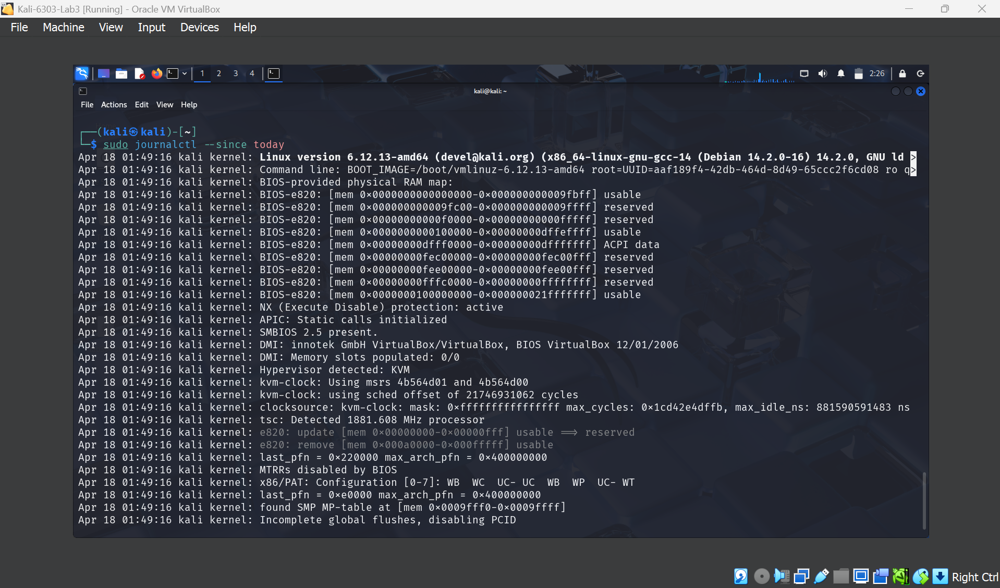 Kali-6303-Lab3 [Running] - Oracle VM VirtualBox
File Machine View Input Devices Help
1 2 3 4 2:26
kali@kali: ~
File Actions Edit View Help
┌──(kali㉿kali)-[~]
└─$ sudo journalctl --since today
Apr 18 01:49:16 kali kernel: Linux version 6.12.13-amd64 (devel@kali.org) (x86_64-linux-gnu-gcc-14 (Debian 14.2.0-16) 14.2.0, GNU ld >
Apr 18 01:49:16 kali kernel: Command line: BOOT_IMAGE=/boot/vmlinuz-6.12.13-amd64 root=UUID=aaf189f4-42db-464d-8d49-65ccc2f6cd08 ro q>
Apr 18 01:49:16 kali kernel: BIOS-provided physical RAM map:
Apr 18 01:49:16 kali kernel: BIOS-e820: [mem 0x0000000000000000-0x000000000009fbff] usable
Apr 18 01:49:16 kali kernel: BIOS-e820: [mem 0x000000000009fc00-0x000000000009ffff] reserved
Apr 18 01:49:16 kali kernel: BIOS-e820: [mem 0x00000000000f0000-0x00000000000fffff] reserved
Apr 18 01:49:16 kali kernel: BIOS-e820: [mem 0x0000000000100000-0x00000000dffeffff] usable
Apr 18 01:49:16 kali kernel: BIOS-e820: [mem 0x00000000dfff0000-0x00000000dfffffff] ACPI data
Apr 18 01:49:16 kali kernel: BIOS-e820: [mem 0x00000000fec00000-0x00000000fec00fff] reserved
Apr 18 01:49:16 kali kernel: BIOS-e820: [mem 0x00000000fee00000-0x00000000fee00fff] reserved
Apr 18 01:49:16 kali kernel: BIOS-e820: [mem 0x00000000fffc0000-0x00000000ffffffff] reserved
Apr 18 01:49:16 kali kernel: BIOS-e820: [mem 0x0000000100000000-0x000000021fffffff] usable
Apr 18 01:49:16 kali kernel: NX (Execute Disable) protection: active
Apr 18 01:49:16 kali kernel: APIC: Static calls initialized
Apr 18 01:49:16 kali kernel: SMBIOS 2.5 present.
Apr 18 01:49:16 kali kernel: DMI: innotek GmbH VirtualBox/VirtualBox, BIOS VirtualBox 12/01/2006
Apr 18 01:49:16 kali kernel: DMI: Memory slots populated: 0/0
Apr 18 01:49:16 kali kernel: Hypervisor detected: KVM
Apr 18 01:49:16 kali kernel: kvm-clock: Using msrs 4b564d01 and 4b564d00
Apr 18 01:49:16 kali kernel: kvm-clock: using sched offset of 21746931062 cycles
Apr 18 01:49:16 kali kernel: clocksource: kvm-clock: mask: 0xffffffffffffffff max_cycles: 0x1cd42e4dffb, max_idle_ns: 881590591483 ns
Apr 18 01:49:16 kali kernel: tsc: Detected 1881.608 MHz processor
Apr 18 01:49:16 kali kernel: e820: update [mem 0x00000000-0x00000fff] usable ==> reserved
Apr 18 01:49:16 kali kernel: e820: remove [mem 0x000a0000-0x000fffff] usable
Apr 18 01:49:16 kali kernel: last_pfn = 0x220000 max_arch_pfn = 0x400000000
Apr 18 01:49:16 kali kernel: MTRRs disabled by BIOS
Apr 18 01:49:16 kali kernel: x86/PAT: Configuration [0-7]: WB  WC  UC- UC  WB  WP  UC- WT
Apr 18 01:49:16 kali kernel: last_pfn = 0xe0000 max_arch_pfn = 0x400000000
Apr 18 01:49:16 kali kernel: found SMP MP-table at [mem 0x0009fff0-0x0009ffff]
Apr 18 01:49:16 kali kernel: Incomplete global flushes, disabling PCID
Right Ctrl